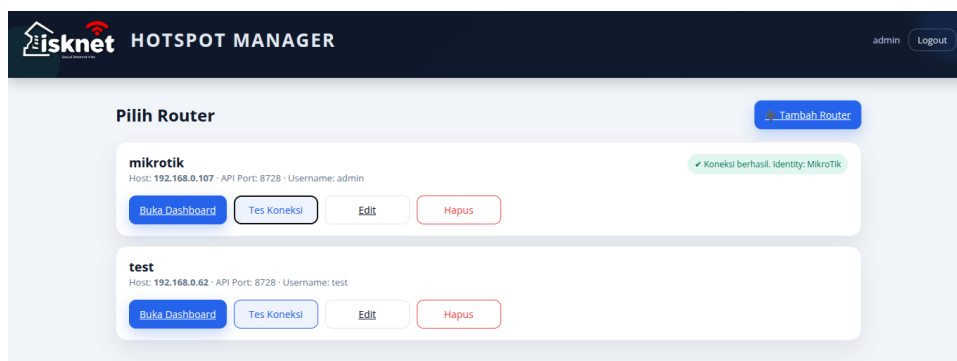 isknet HOTSPOT MANAGER
admin Logout
Pilih Router
➕ Tambah Router
mikrotik
✔ Koneksi berhasil. Identity: MikroTik
Host: 192.168.0.107 · API Port: 8728 · Username: admin
Buka Dashboard Tes Koneksi Edit Hapus
test
Host: 192.168.0.62 · API Port: 8728 · Username: test
Buka Dashboard Tes Koneksi Edit Hapus